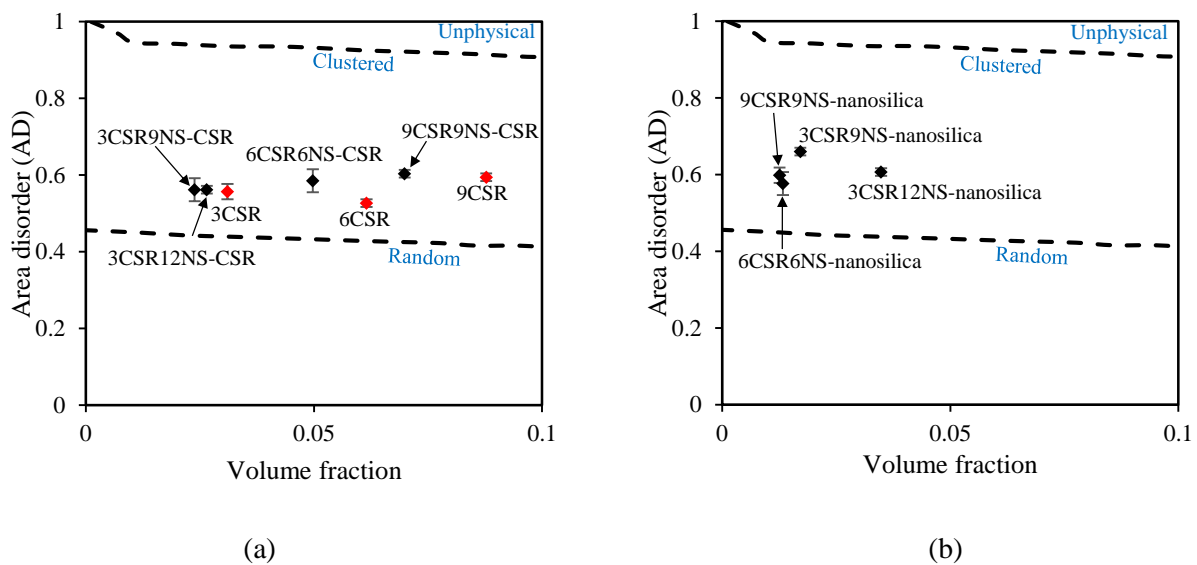 1
0.8
0.6
0.4
0.2
0
Area disorder (AD)
Unphysical
Clustered
3CSR9NS-CSR
9CSR9NS-CSR
6CSR6NS-CSR
3CSR
6CSR
9CSR
3CSR12NS-CSR
Random
0
0.05
0.1
Volume fraction
(a)
1
0.8
0.6
0.4
0.2
0
Area disorder (AD)
Unphysical
Clustered
9CSR9NS-nanosilica
3CSR9NS-nanosilica
3CSR12NS-nanosilica
6CSR6NS-nanosilica
Random
0
0.05
0.1
Volume fraction
(b)